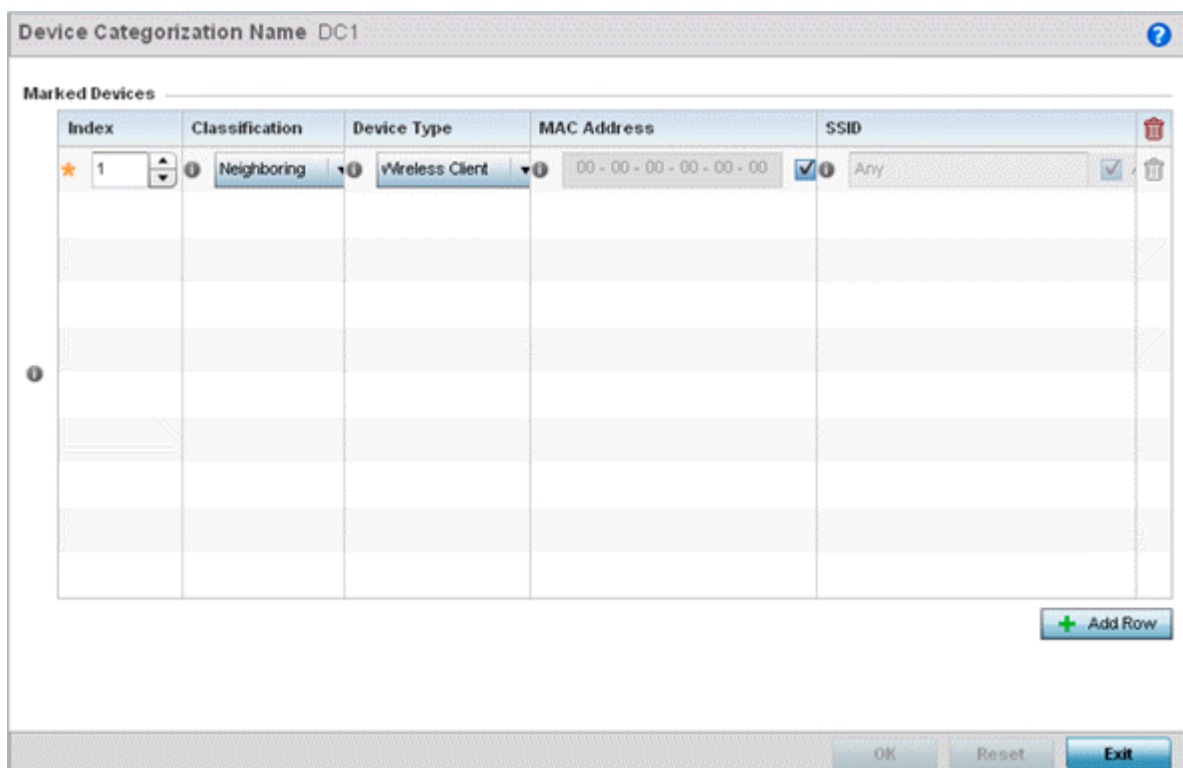 Device Categorization Name DC1
Marked Devices
Index Classification Device Type MAC Address SSID
1 Neighboring Wireless Client 00 - 00 - 00 - 00 - 00 - 00 Any
Add Row
OK Reset Exit